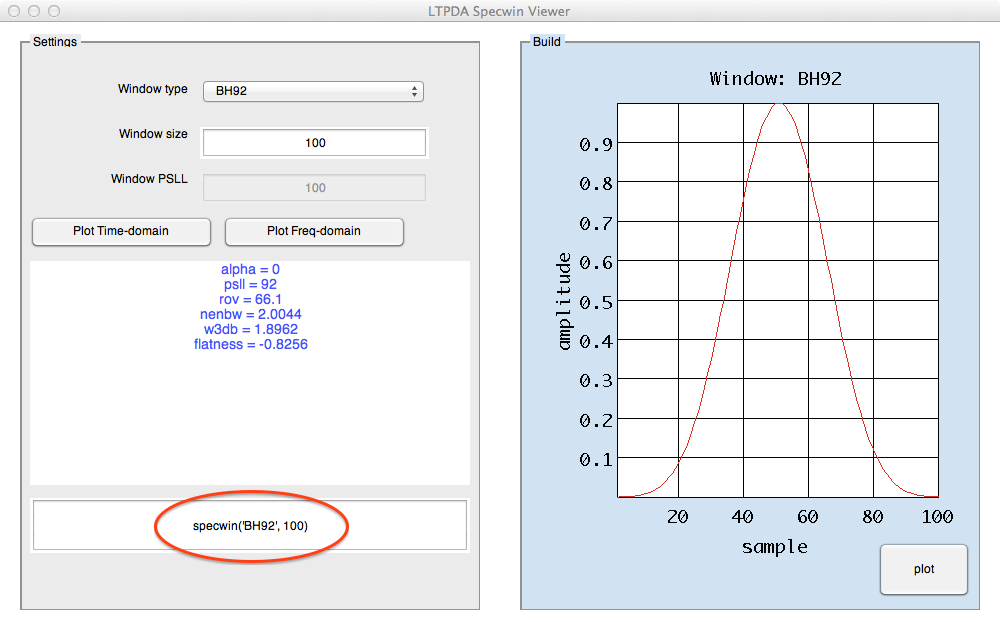 LTPDA Specwin Viewer
Settings
Window type
BH92
Window size
100
Window PSLL
100
Plot Time-domain
Plot Freq-domain
alpha = 0
psll = 92
rov = 66.1
nenbw = 2.0044
w3db = 1.8962
flatness = -0.8256
specwin('BH92', 100)
Build
Window: BH92
amplitude
0.9
0.8
0.7
0.6
0.5
0.4
0.3
0.2
0.1
20 40 60 80 100
sample
plot